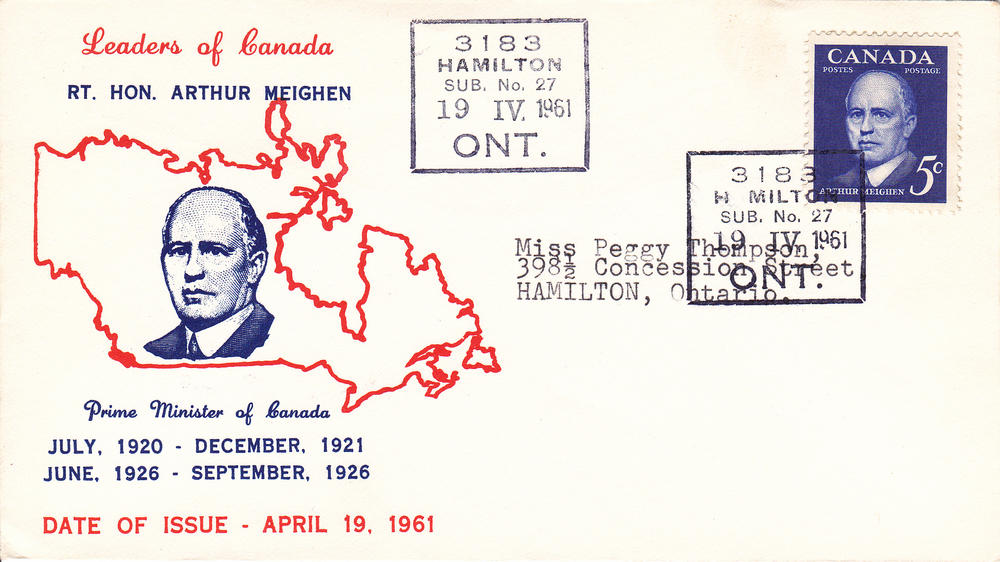 Leaders of Canada
RT. HON. ARTHUR MEIGHEN
3183
HAMILTON
SUB. No. 27
19 IV 1961
ONT.
CANADA
POSTES POSTAGE
ARTHUR MEIGHEN 5c
3183
H MILTON
SUB. No. 27
19 IV 1961
ONT.
Miss Peggy Thompson,
398½ Concession Street
HAMILTON, Ontario.
Prime Minister of Canada
JULY, 1920 - DECEMBER, 1921
JUNE, 1926 - SEPTEMBER, 1926
DATE OF ISSUE - APRIL 19, 1961